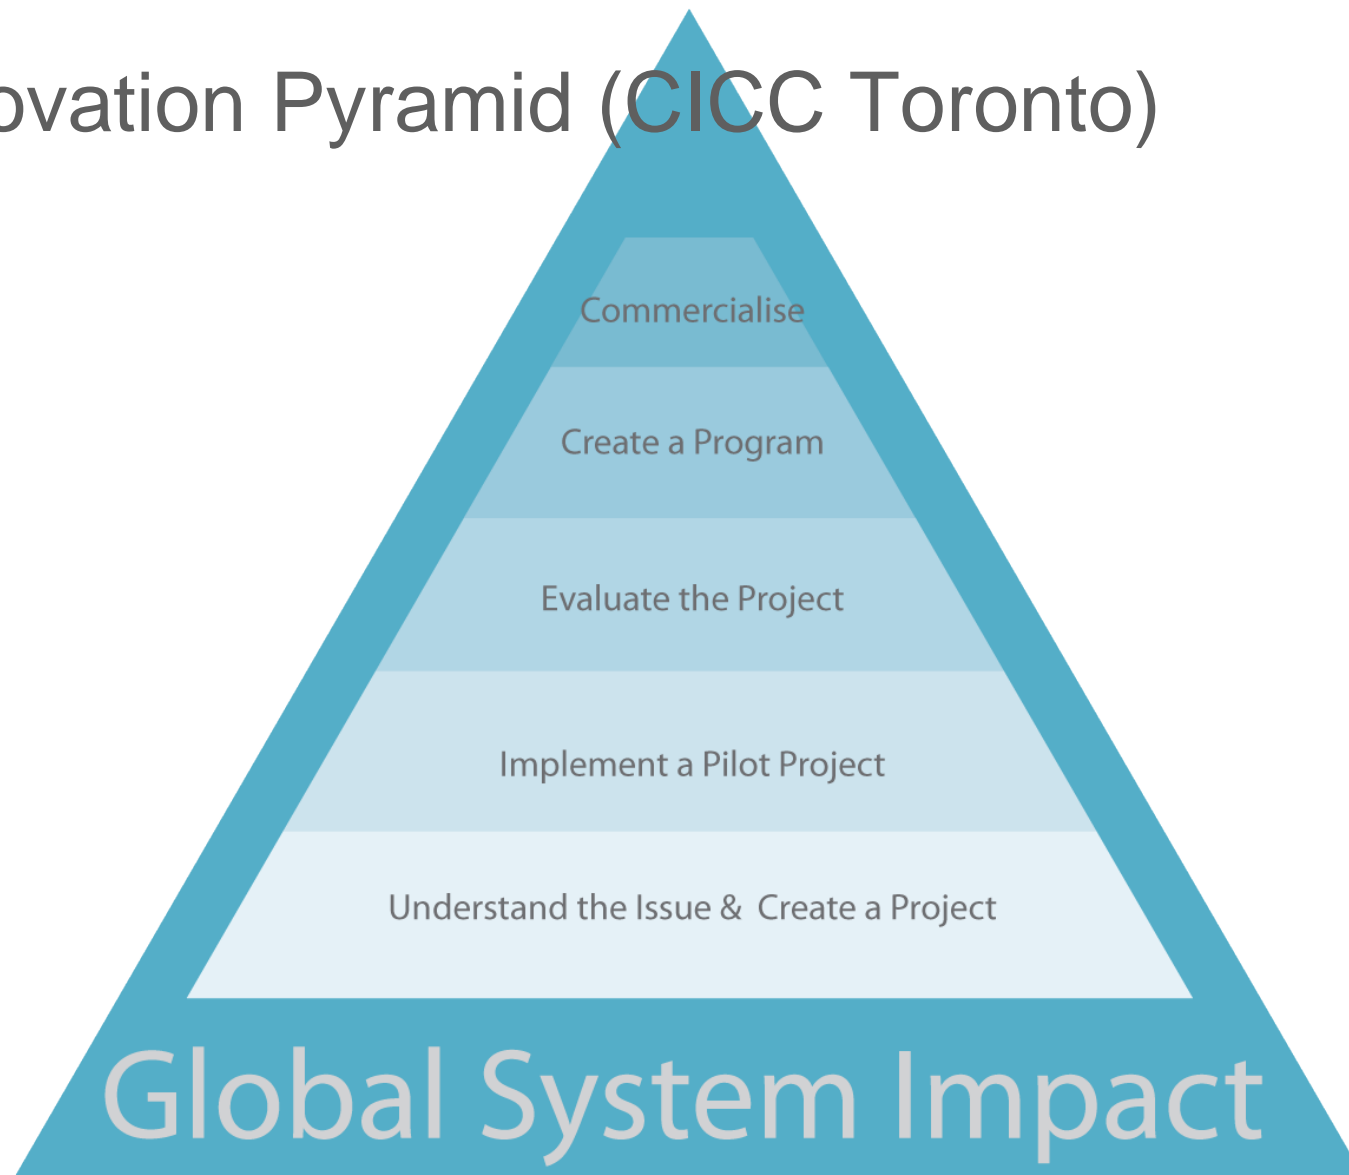 ovation Pyramid (CICC Toronto)
Commercialise
Create a Program
Evaluate the Project
Implement a Pilot Project
Understand the Issue & Create a Project
Global System Impact